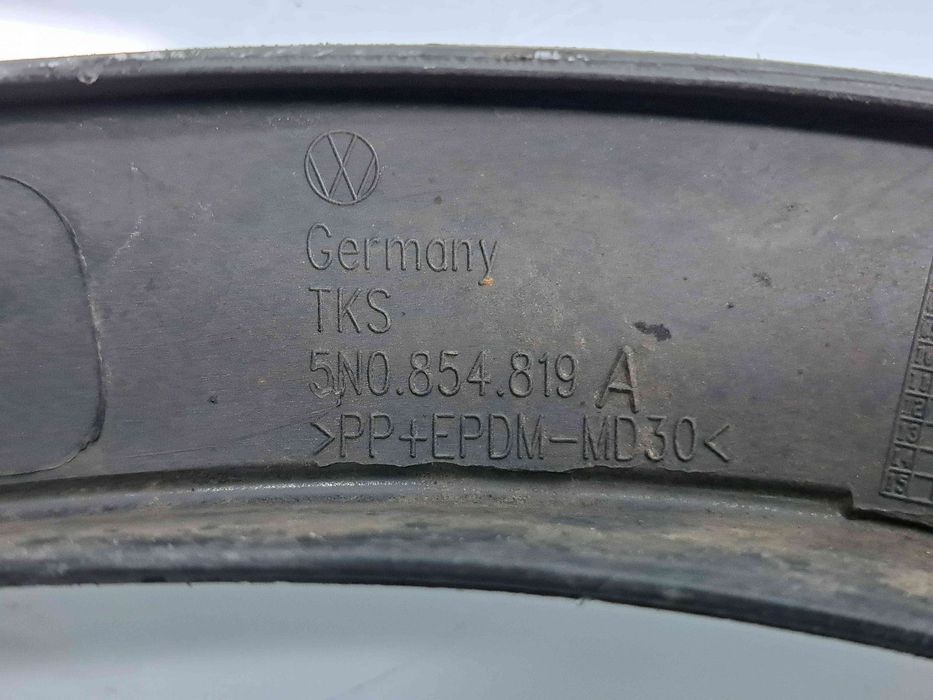 Germany
TKS
5N0.854.819 A
>PP+EPDM-MD30<